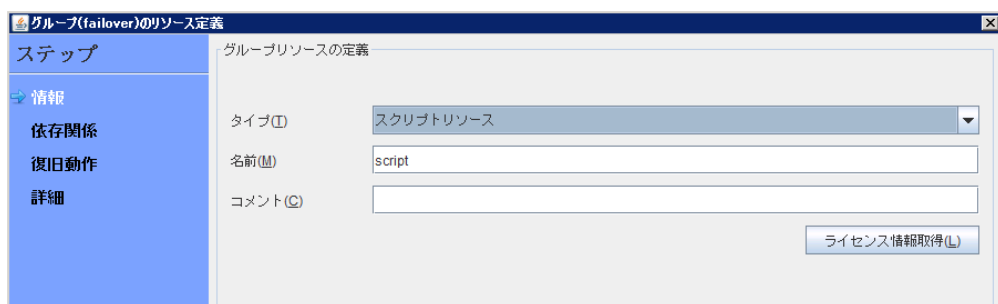 グループ(failover)のリソース定義
ステップ
情報
依存関係
復旧動作
詳細
グループリソースの定義
タイプ(T) スクリプトリソース
名前(M) script
コメント(C)
ライセンス情報取得(L)